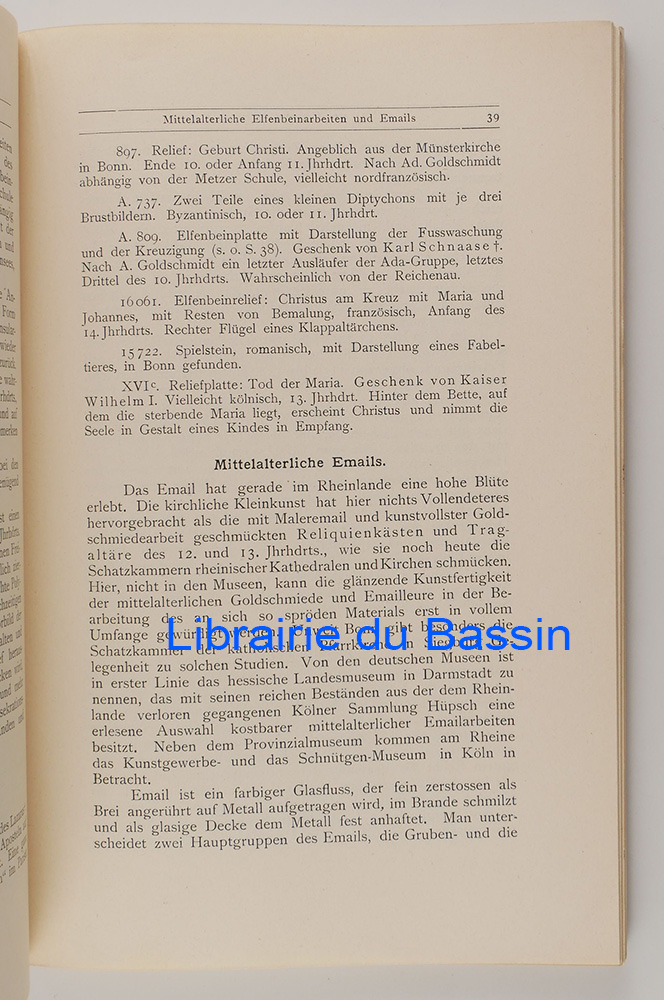 Mittelalterliche Elfenbeinarbeiten und Emails 39
897. Relief: Geburt Christi. Angeblich aus der Münsterkirche
in Bonn. Ende 10. oder Anfang 11. Jhrhdrt. Nach Ad. Goldschmidt
abhängig von der Metzer Schule, vielleicht nordfranzösisch.
A. 737. Zwei Teile eines kleinen Diptychons mit je drei
Brustbildern. Byzantinisch, 10. oder 11. Jhrhdrt.
A. 809. Elfenbeinplatte mit Darstellung der Fusswaschung
und der Kreuzigung (s. o. S. 38). Geschenk von Karl Schnaase †.
Nach A. Goldschmidt ein letzter Ausläufer der Ada-Gruppe, letztes
Drittel des 10. Jhrhdrts. Wahrscheinlich von der Reichenau.
16061. Elfenbeinrelief: Christus am Kreuz mit Maria und
Johannes, mit Resten von Bemalung, französisch, Anfang des
14. Jhrhdrts. Rechter Flügel eines Klappaltärchens.
15722. Spielstein, romanisch, mit Darstellung eines Fabel-
tieres, in Bonn gefunden.
XVIc. Reliefplatte: Tod der Maria. Geschenk von Kaiser
Wilhelm I. Vielleicht kölnisch, 13. Jhrhdrt. Hinter dem Bette, auf
dem die sterbende Maria liegt, erscheint Christus und nimmt die
Seele in Gestalt eines Kindes in Empfang.
Mittelalterliche Emails.
Das Email hat gerade im Rheinlande eine hohe Blüte
erlebt. Die kirchliche Kleinkunst hat hier nichts Vollendeteres
hervorgebracht als die mit Maleremail und kunstvollster Gold-
schmiedearbeit geschmückten Reliquienkästen und Trag-
altäre des 12. und 13. Jhrhdrts., wie sie noch heute die
Schatzkammern rheinischer Kathedralen und Kirchen schmücken.
Hier, nicht in den Museen, kann die glänzende Kunstfertigkeit
der mittelalterlichen Goldschmiede und Emailleure in der Be-
arbeitung des an sich so spröden Materials erst in vollem
Umfange gewürdigt werden. Unweit Bonn gibt besonders die
Librairie du Bassin
Schatzkammer der katholischen Pfarrkirche in Siegburg Ge-
legenheit zu solchen Studien. Von den deutschen Museen ist
in erster Linie das hessische Landesmuseum in Darmstadt zu
nennen, das mit seinen reichen Beständen aus der dem Rhein-
lande verloren gegangenen Kölner Sammlung Hüpsch eine
erlesene Auswahl kostbarer mittelalterlicher Emailarbeiten
besitzt. Neben dem Provinzialmuseum kommen am Rheine
das Kunstgewerbe- und das Schnütgen-Museum in Köln in
Betracht.
Email ist ein farbiger Glasfluss, der fein zerstossen als
Brei angerührt auf Metall aufgetragen wird, im Brande schmilzt
und als glasige Decke dem Metall fest anhaftet. Man unter-
scheidet zwei Hauptgruppen des Emails, die Gruben- und die